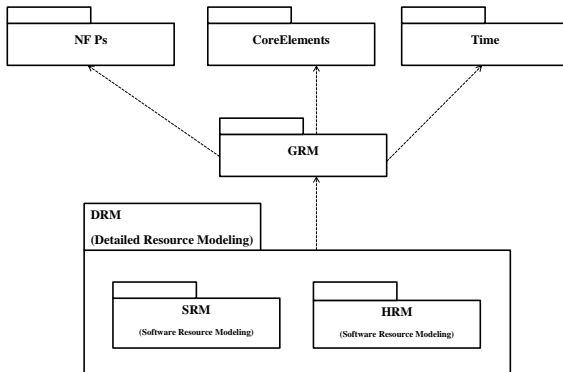 NF Ps
CoreElements
Time
GRM
DRM
(Detailed Resource Modeling)
SRM
(Software Resource Modeling)
HRM
(Software Resource Modeling)